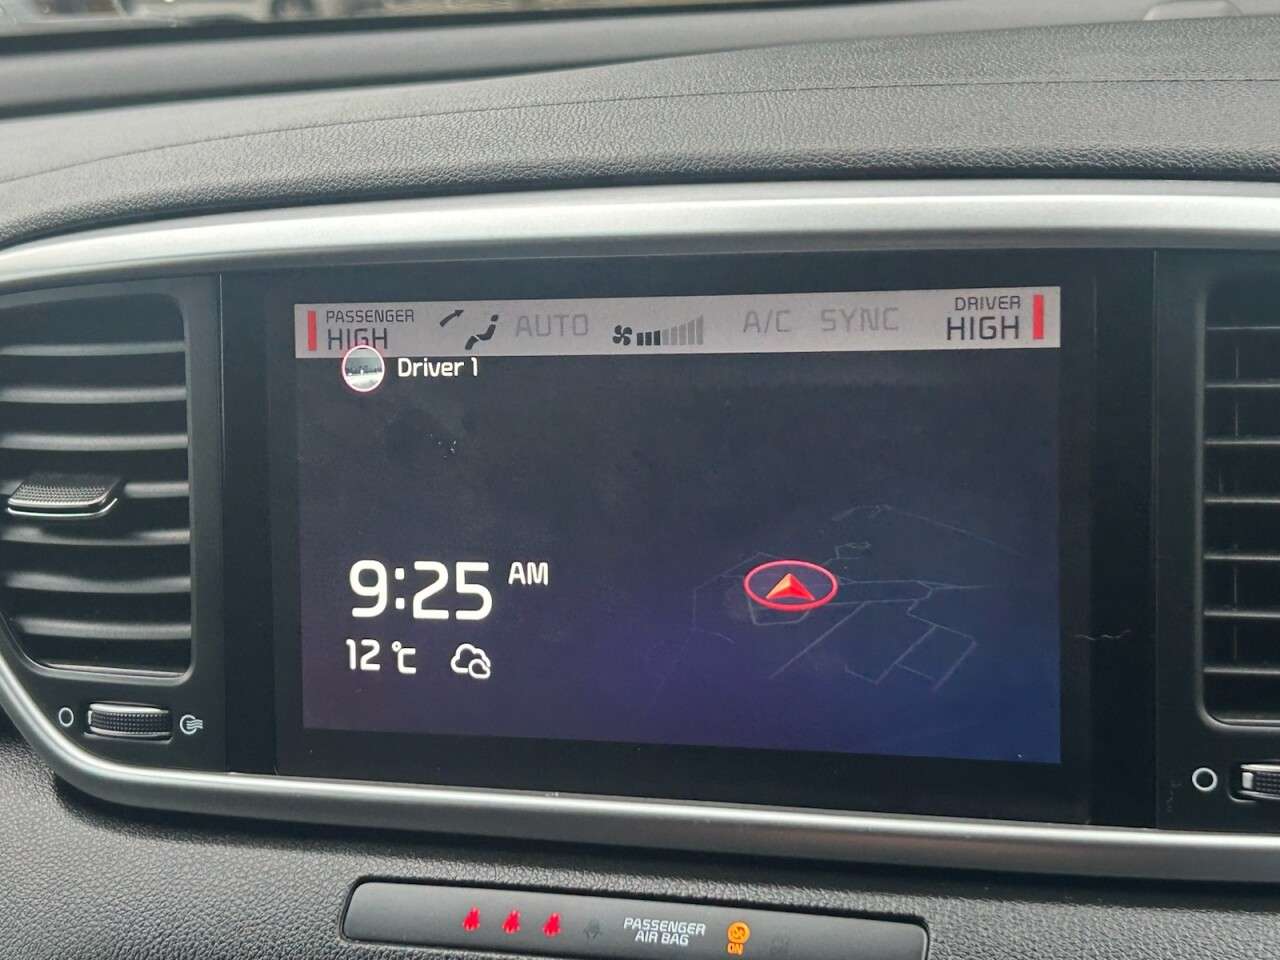 PASSENGER
HIGH
AUTO
A/C SYNC
DRIVER
HIGH
Driver 1
9:25 AM
12 °C
PASSENGER
AIR BAG
ON